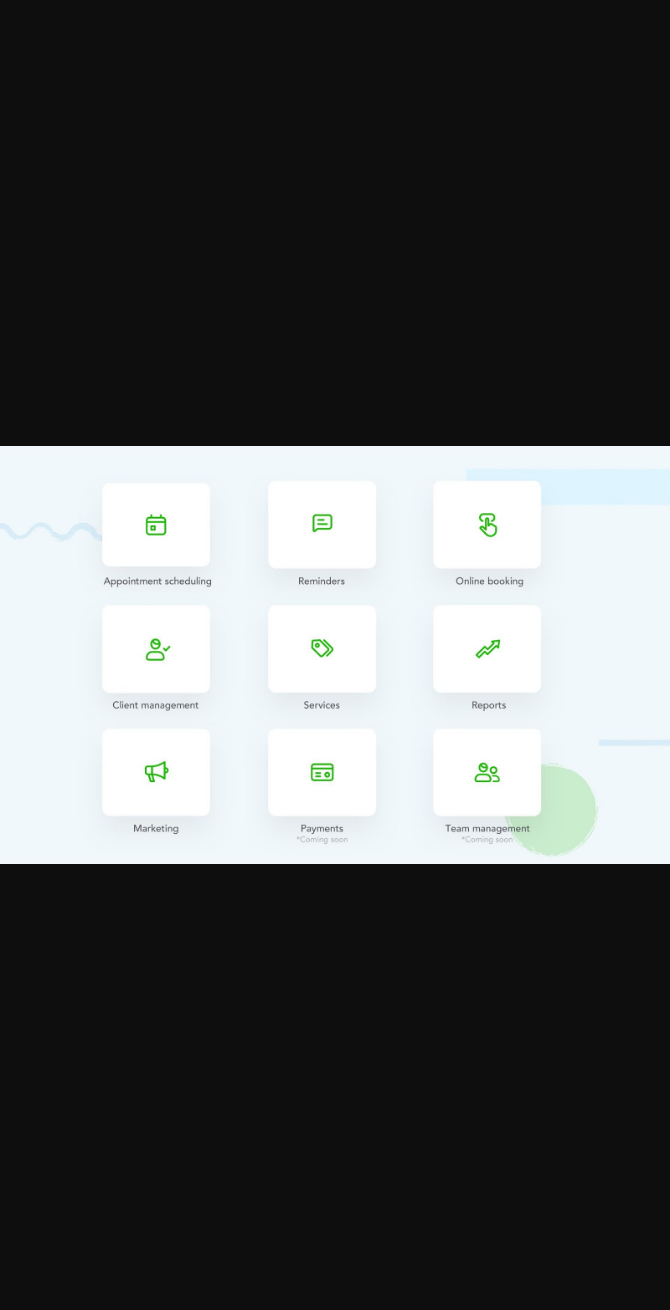 Appointment scheduling
Reminders
Online booking
Client management
Services
Reports
Marketing
Payments
*Coming soon
Team management
*Coming soon